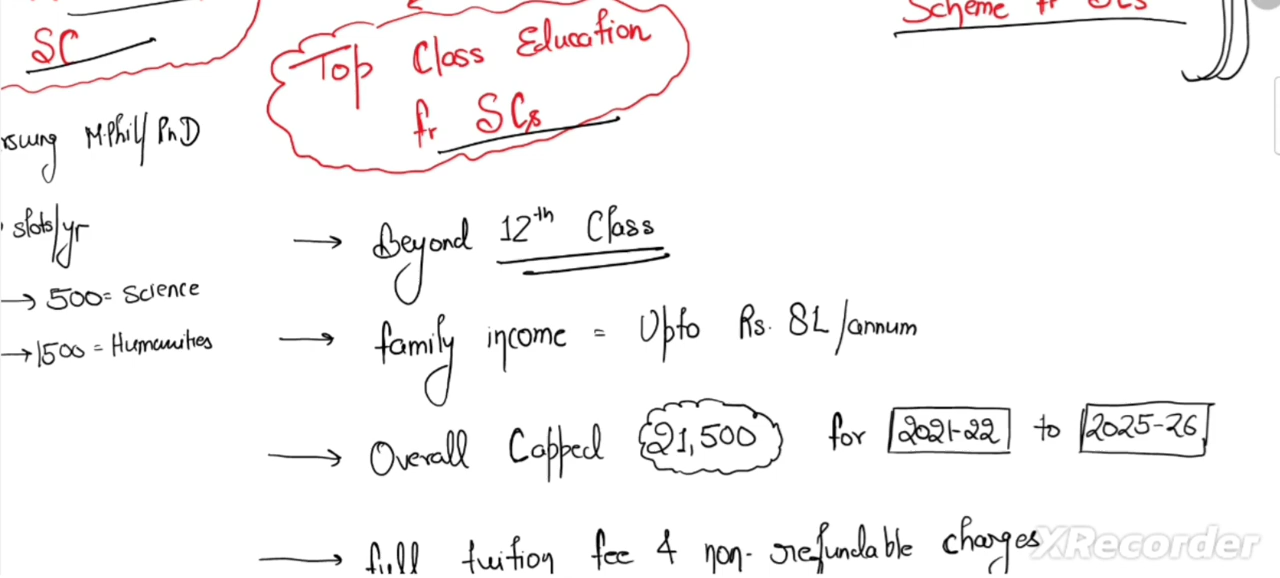 SC
Top Class Education
fr SCs
Scheme fr SCs
M.Phil/PhD
slots/yr
→ 500= Science
→ 1500 = Humanities
→ Beyond 12th Class
→ family income = Upto Rs. 8L/annum
→ Overall Capped 21,500 for 2021-22 to 2025-26
→ full tuition fee & non-refundable charges
XRecorder